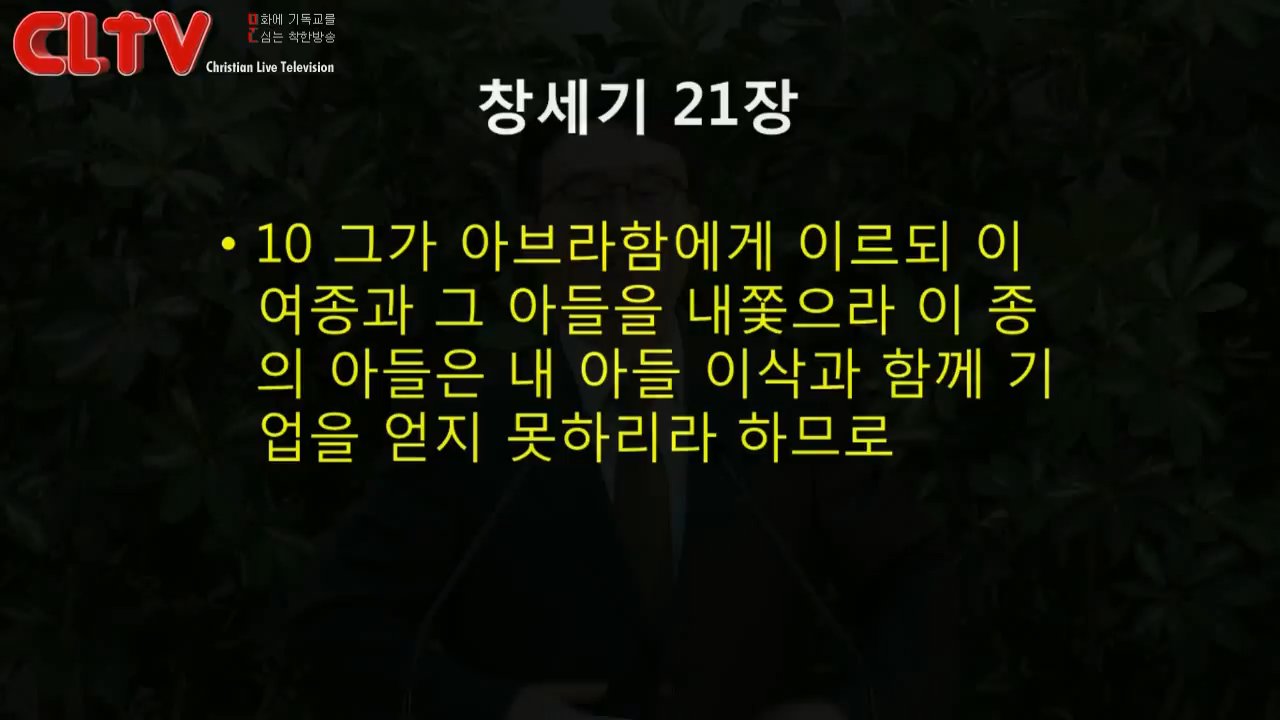 CLTV
문화에 기독교를
심는 착한방송
Christian Live Television
창세기 21장
• 10 그가 아브라함에게 이르되 이
여종과 그 아들을 내쫓으라 이 종
의 아들은 내 아들 이삭과 함께 기
업을 얻지 못하리라 하므로